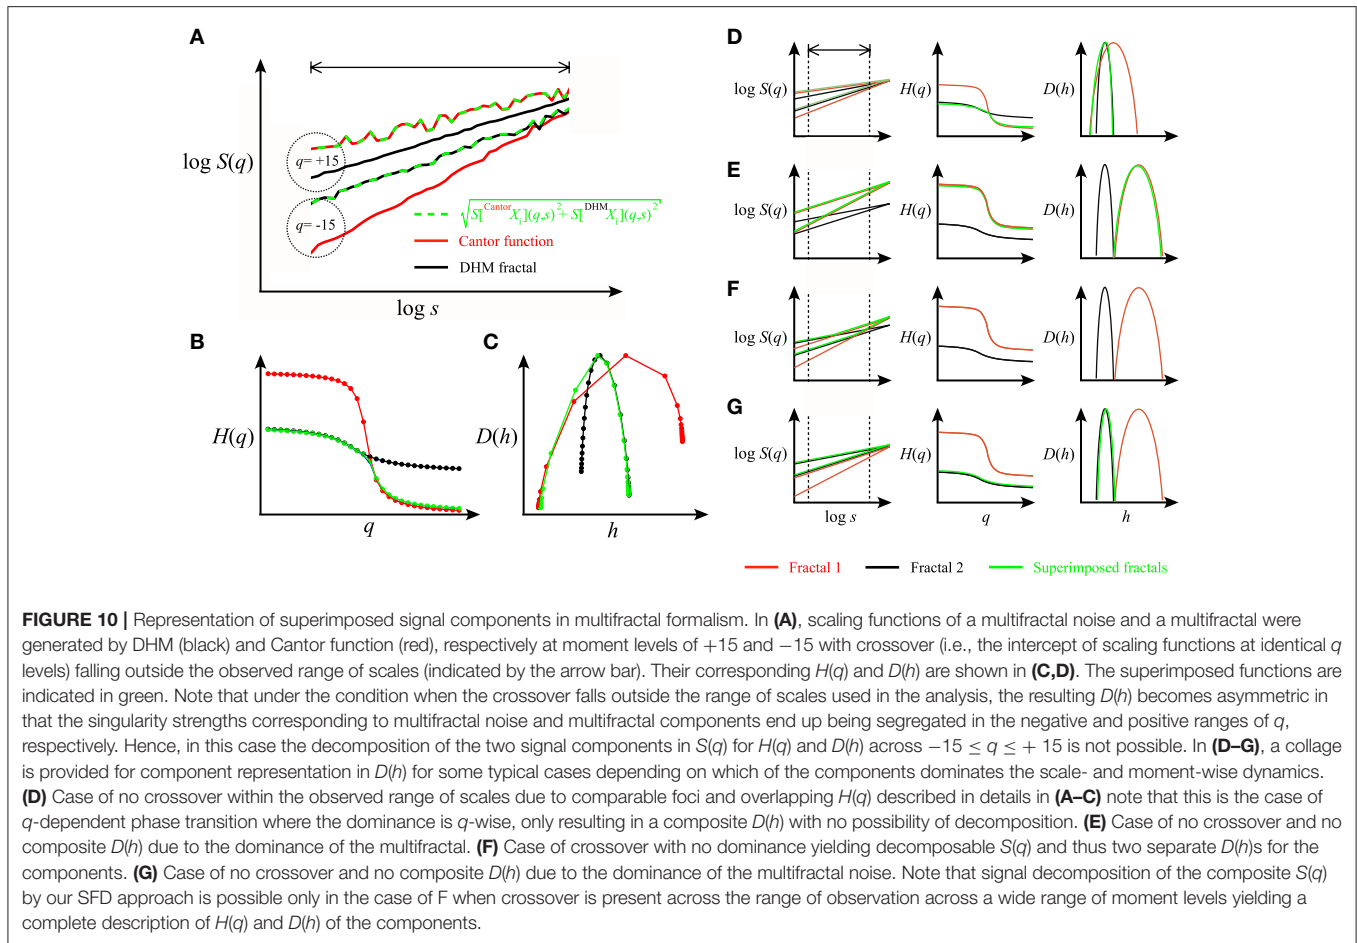 A
log S(q)
q= +15
q= -15
√S[CantorXi](q,s)²+ S[DHMXi](q,s)²
Cantor function
DHM fractal
log s
B
H(q)
q
C
D(h)
h
D
log S(q)
H(q)
D(h)
E
log S(q)
H(q)
D(h)
F
log S(q)
H(q)
D(h)
G
log S(q)
H(q)
D(h)
log s
q
h
Fractal 1
Fractal 2
Superimposed fractals
FIGURE 10 | Representation of superimposed signal components in multifractal formalism. In (A), scaling functions of a multifractal noise and a multifractal were
generated by DHM (black) and Cantor function (red), respectively at moment levels of +15 and −15 with crossover (i.e., the intercept of scaling functions at identical q
levels) falling outside the observed range of scales (indicated by the arrow bar). Their corresponding H(q) and D(h) are shown in (C,D). The superimposed functions are
indicated in green. Note that under the condition when the crossover falls outside the range of scales used in the analysis, the resulting D(h) becomes asymmetric in
that the singularity strengths corresponding to multifractal noise and multifractal components end up being segregated in the negative and positive ranges of q,
respectively. Hence, in this case the decomposition of the two signal components in S(q) for H(q) and D(h) across −15 ≤ q ≤ + 15 is not possible. In (D–G), a collage
is provided for component representation in D(h) for some typical cases depending on which of the components dominates the scale- and moment-wise dynamics.
(D) Case of no crossover within the observed range of scales due to comparable foci and overlapping H(q) described in details in (A–C) note that this is the case of
q-dependent phase transition where the dominance is q-wise, only resulting in a composite D(h) with no possibility of decomposition. (E) Case of no crossover and no
composite D(h) due to the dominance of the multifractal. (F) Case of crossover with no dominance yielding decomposable S(q) and thus two separate D(h)s for the
components. (G) Case of no crossover and no composite D(h) due to the dominance of the multifractal noise. Note that signal decomposition of the composite S(q)
by our SFD approach is possible only in the case of F when crossover is present across the range of observation across a wide range of moment levels yielding a
complete description of H(q) and D(h) of the components.